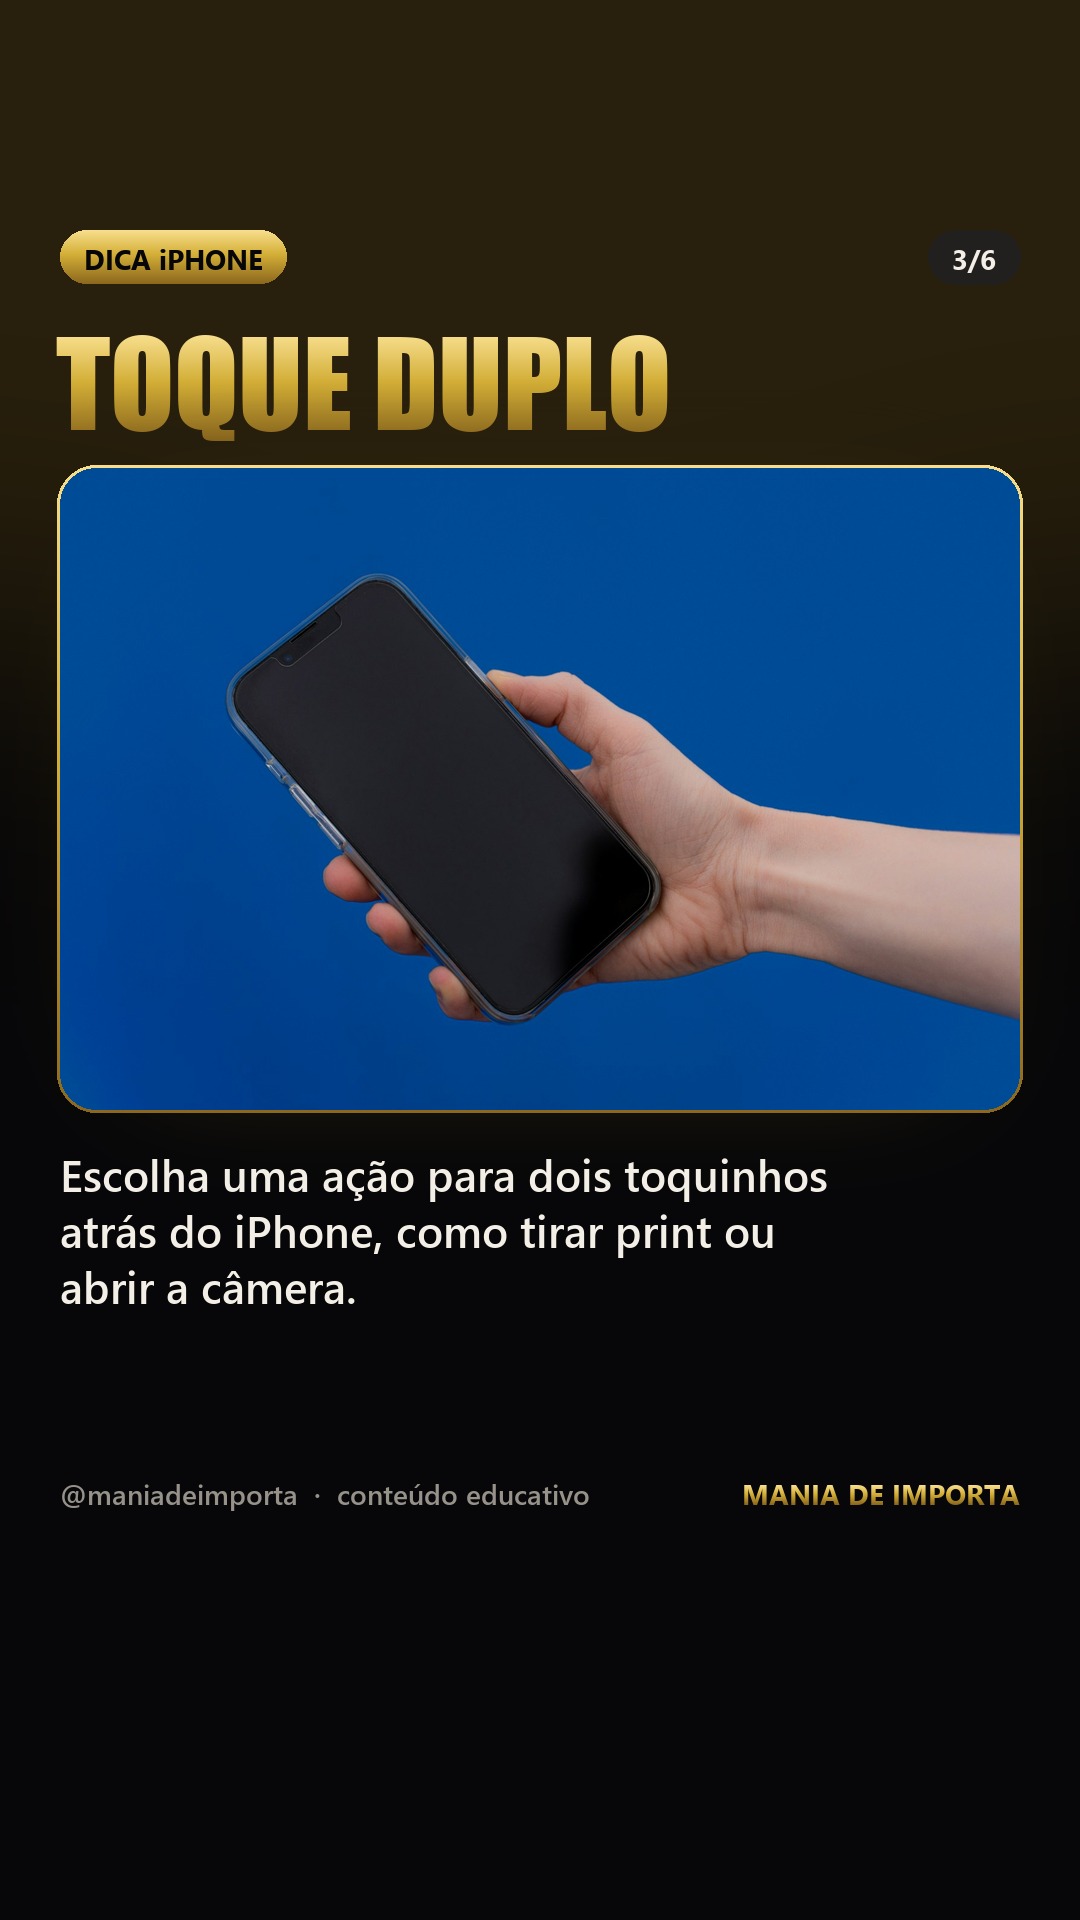 DICA iPHONE
3/6
TOQUE DUPLO
Escolha uma ação para dois toquinhos
atrás do iPhone, como tirar print ou
abrir a câmera.
@maniadeimporta · conteúdo educativo
MANIA DE IMPORTA